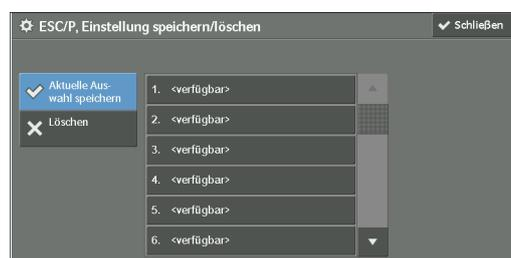 ESC/P, Einstellung speichern/löschen
Schließen
Aktuelle Aus-
wahl speichern
Löschen
1. <verfügbar>
2. <verfügbar>
3. <verfügbar>
4. <verfügbar>
5. <verfügbar>
6. <verfügbar>